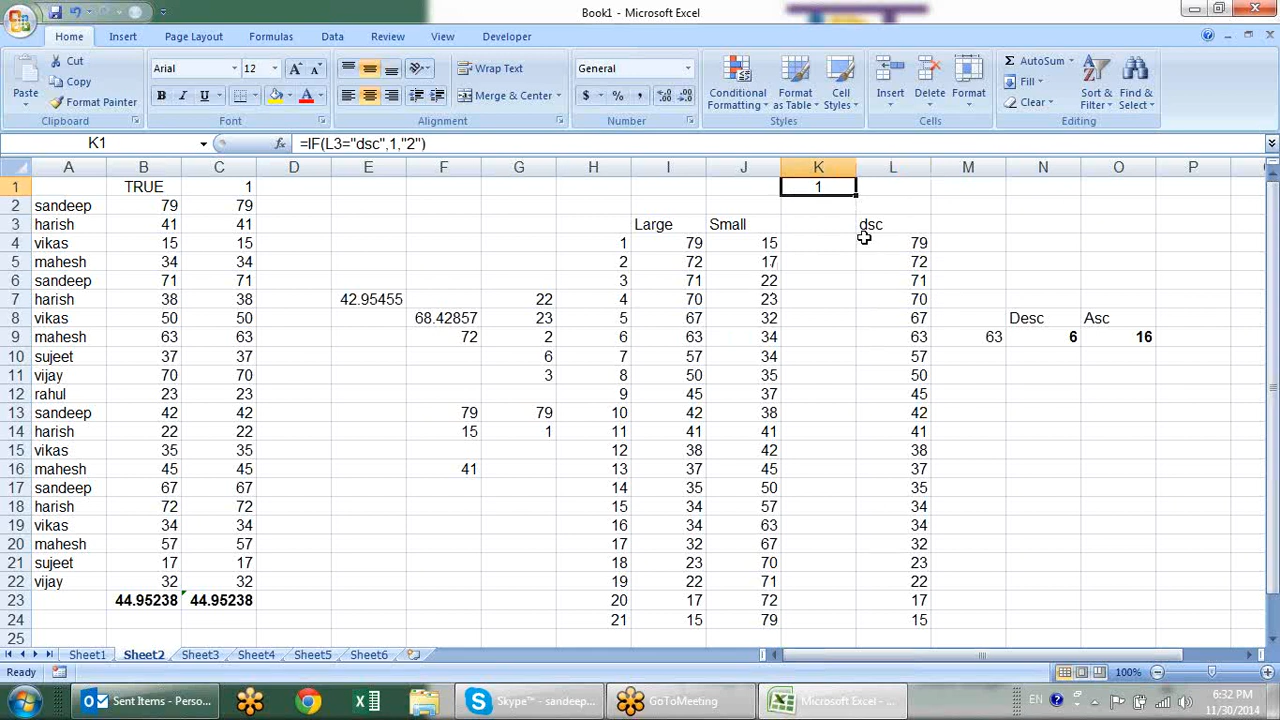 Book1 - Microsoft Excel
Home Insert Page Layout Formulas Data Review View Developer
Paste Cut Copy Format Painter Clipboard
Arial 12 A A B I U A Font
Wrap Text Merge & Center Alignment
General $ % , Number
Conditional Formatting Format as Table Cell Styles Styles
Insert Delete Format Cells
AutoSum Fill Clear Sort & Filter Find & Select Editing
K1 fx =IF(L3="dsc",1,"2")
A B C D E F G H I J K L M N O P
1 TRUE 1 1
2 sandeep 79 79
3 harish 41 41 Large Small dsc
4 vikas 15 15 1 79 15 79
5 mahesh 34 34 2 72 17 72
6 sandeep 71 71 3 71 22 71
7 harish 38 38 42.95455 22 4 70 23 70
8 vikas 50 50 68.42857 23 5 67 32 67 Desc Asc
9 mahesh 63 63 72 2 6 63 34 63 63 6 16
10 sujeet 37 37 6 7 57 34 57
11 vijay 70 70 3 8 50 35 50
12 rahul 23 23 9 45 37 45
13 sandeep 42 42 79 79 10 42 38 42
14 harish 22 22 15 1 11 41 41 41
15 vikas 35 35 12 38 42 38
16 mahesh 45 45 41 13 37 45 37
17 sandeep 67 67 14 35 50 35
18 harish 72 72 15 34 57 34
19 vikas 34 34 16 34 63 34
20 mahesh 57 57 17 32 67 32
21 sujeet 17 17 18 23 70 23
22 vijay 32 32 19 22 71 22
23 44.95238 44.95238 20 17 72 17
24 21 15 79 15
25
Sheet1 Sheet2 Sheet3 Sheet4 Sheet5 Sheet6
Ready 100%
Sent Items - Perso... Skype™ - sandeep... GoToMeeting Microsoft Excel - ... EN 6:32 PM
11/30/2014